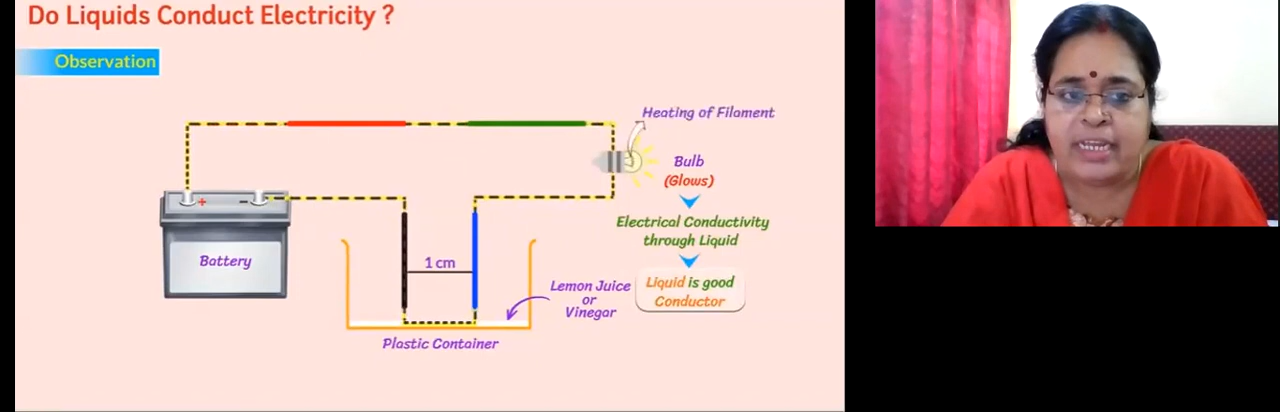 Do Liquids Conduct Electricity ?
Observation
Heating of Filament
Bulb
(Glows)
Electrical Conductivity
through Liquid
Liquid is good
Conductor
+
-
Battery
1 cm
Lemon Juice
or
Vinegar
Plastic Container